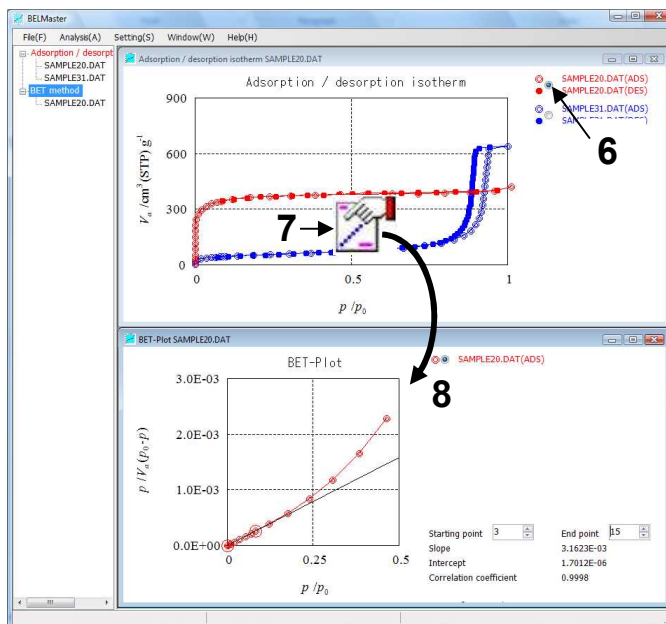 BELMaster
File(F) Analysis(A) Setting(S) Window(W) Help(H)
Adsorption / desorpt
SAMPLE20.DAT
SAMPLE31.DAT
BET method
SAMPLE20.DAT
Adsorption / desorption isotherm SAMPLE20.DAT
Adsorption / desorption isotherm
SAMPLE20.DAT(ADS)
SAMPLE20.DAT(DES)
SAMPLE31.DAT(ADS)
SAMPLE31.DAT(DES)
6
7
Va /cm3 (STP) g-1
900
600
300
0
0 0.5 1
p /p0
BET-Plot SAMPLE20.DAT
BET-Plot
SAMPLE20.DAT(ADS)
8
p /Va(p0-p)
3.0E-03
2.0E-03
1.0E-03
0.0E+00
0 0.25 0.5
p /p0
Starting point 3 End point 15
Slope 3.1623E-03
Intercept 1.7012E-06
Correlation coefficient 0.9998